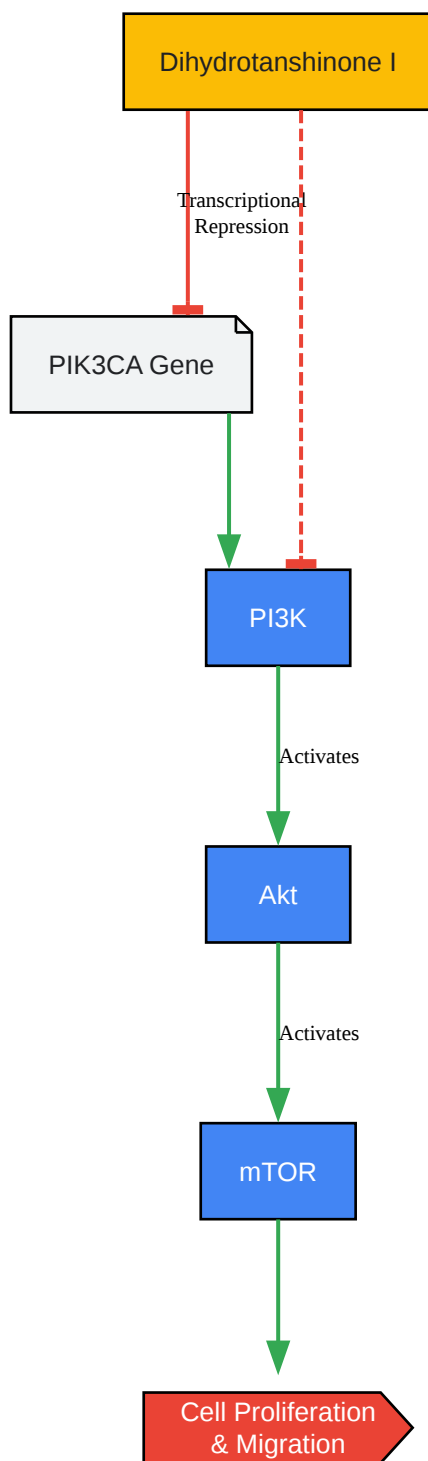 Dihydrotanshinone I
Transcriptional
Repression
PIK3CA Gene
PI3K
Activates
Akt
Activates
mTOR
Cell Proliferation
& Migration